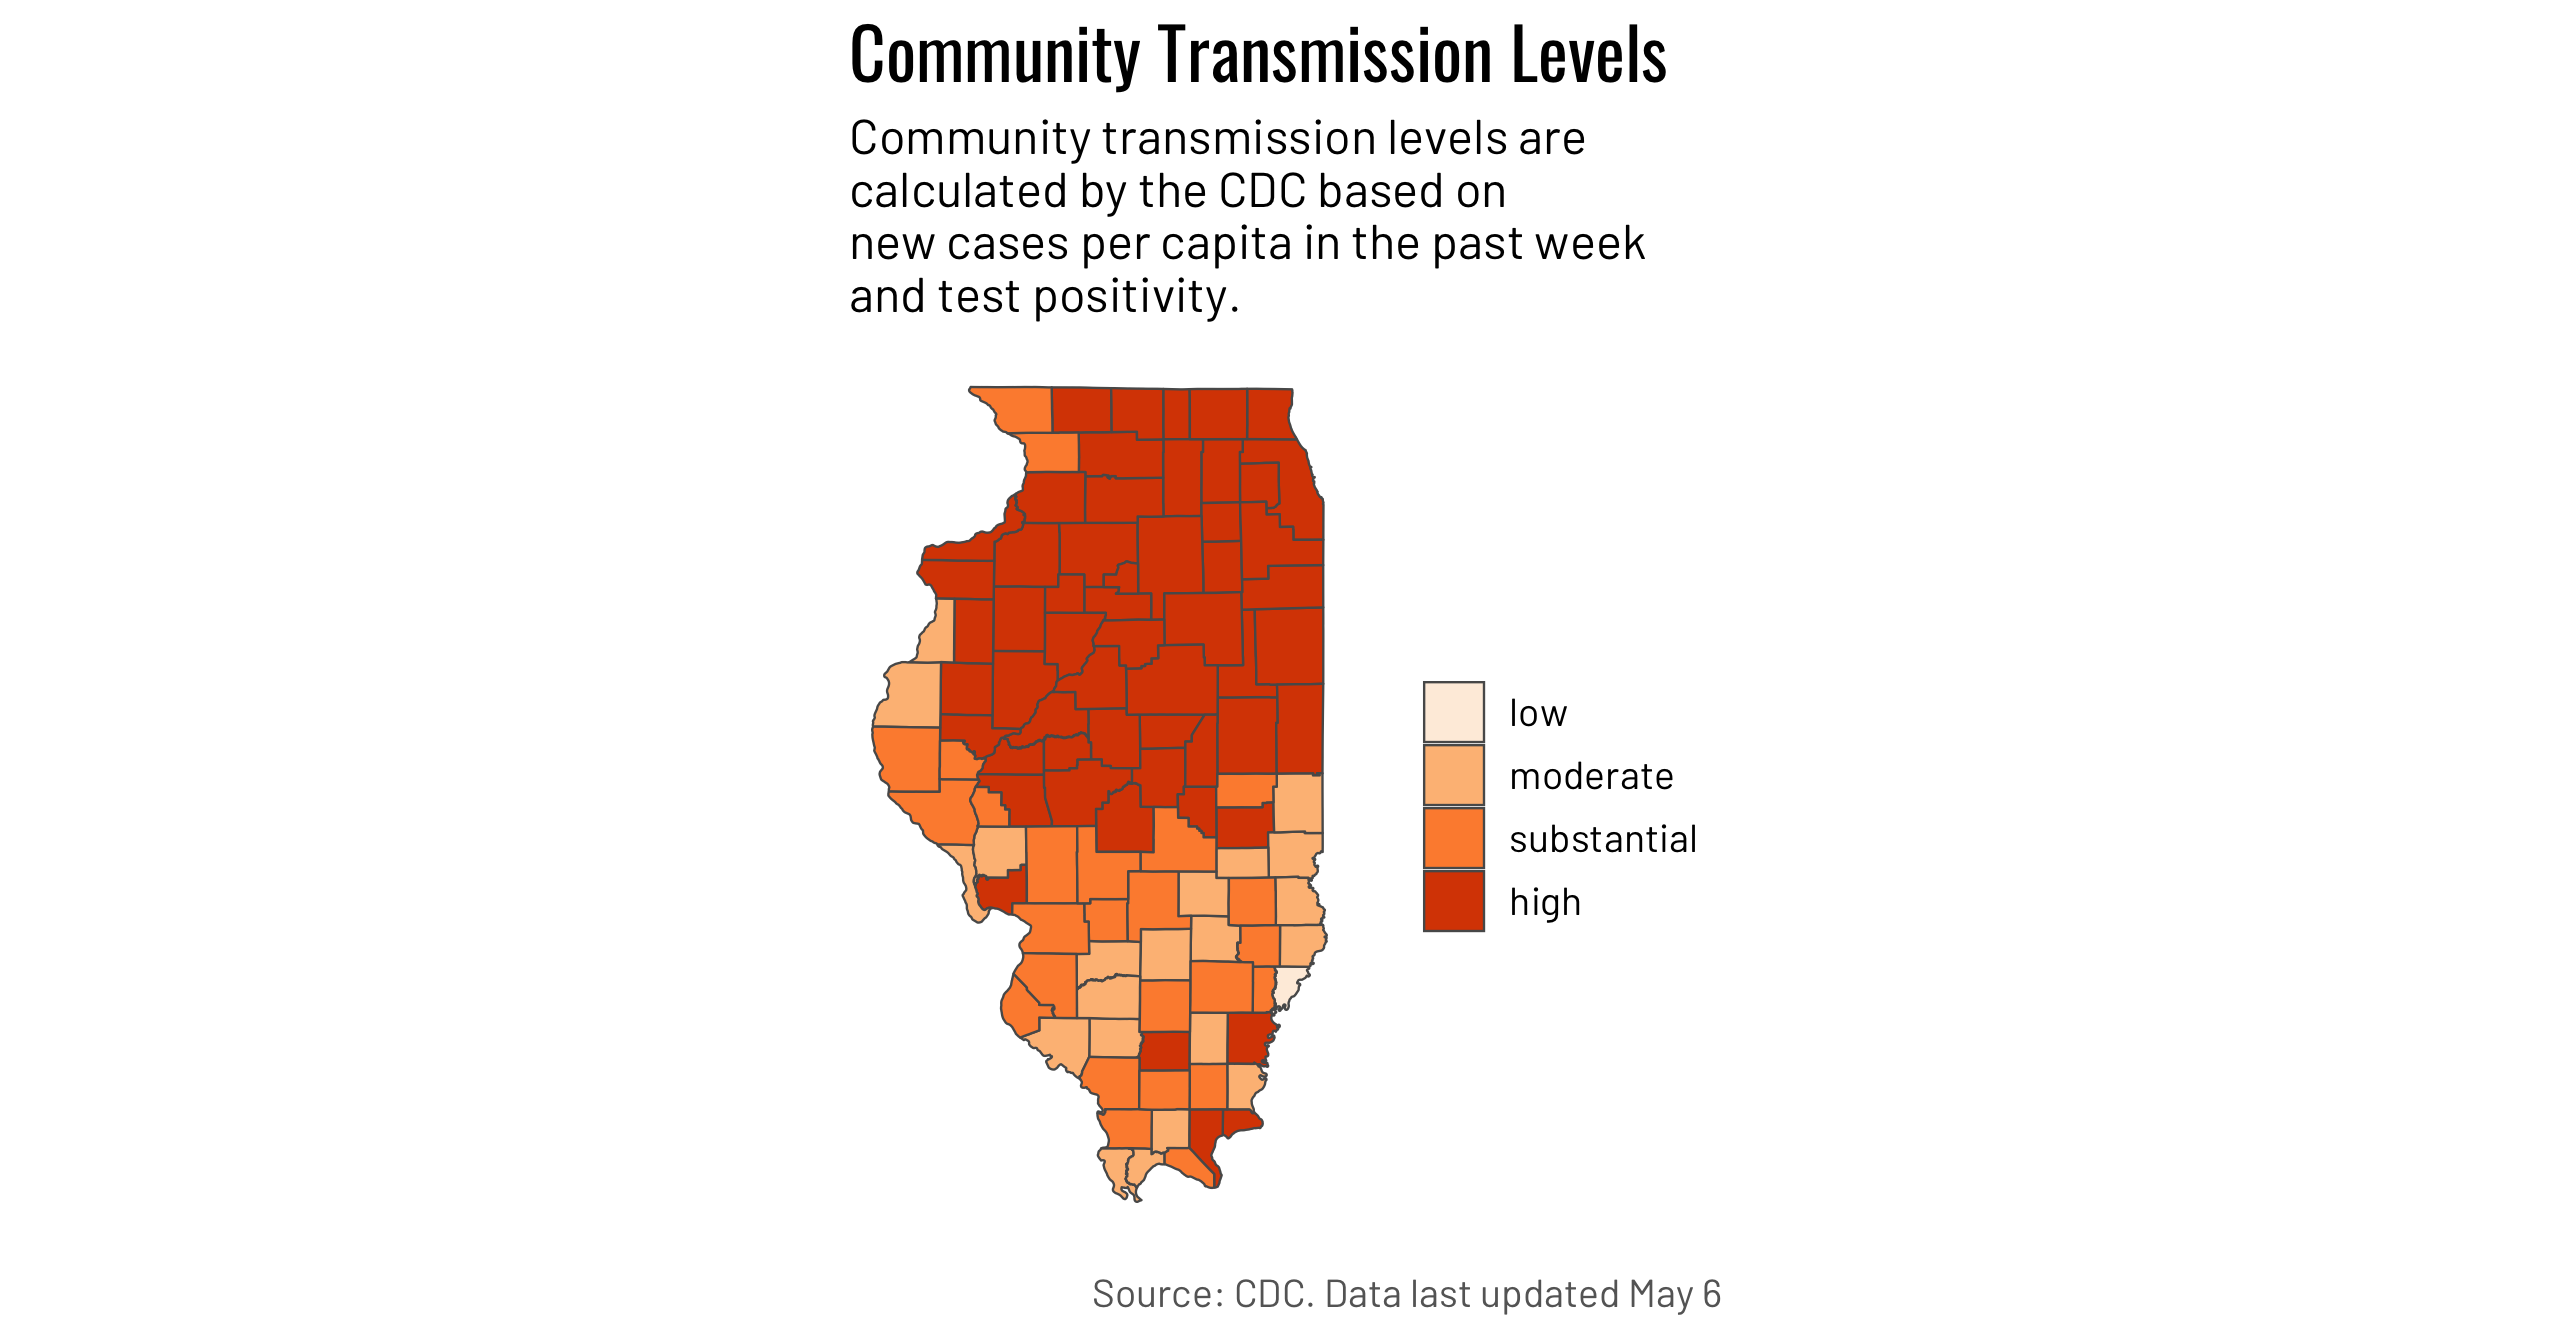 Community Transmission Levels
Community transmission levels are
calculated by the CDC based on
new cases per capita in the past week
and test positivity.
low
moderate
substantial
high
Source: CDC. Data last updated May 6